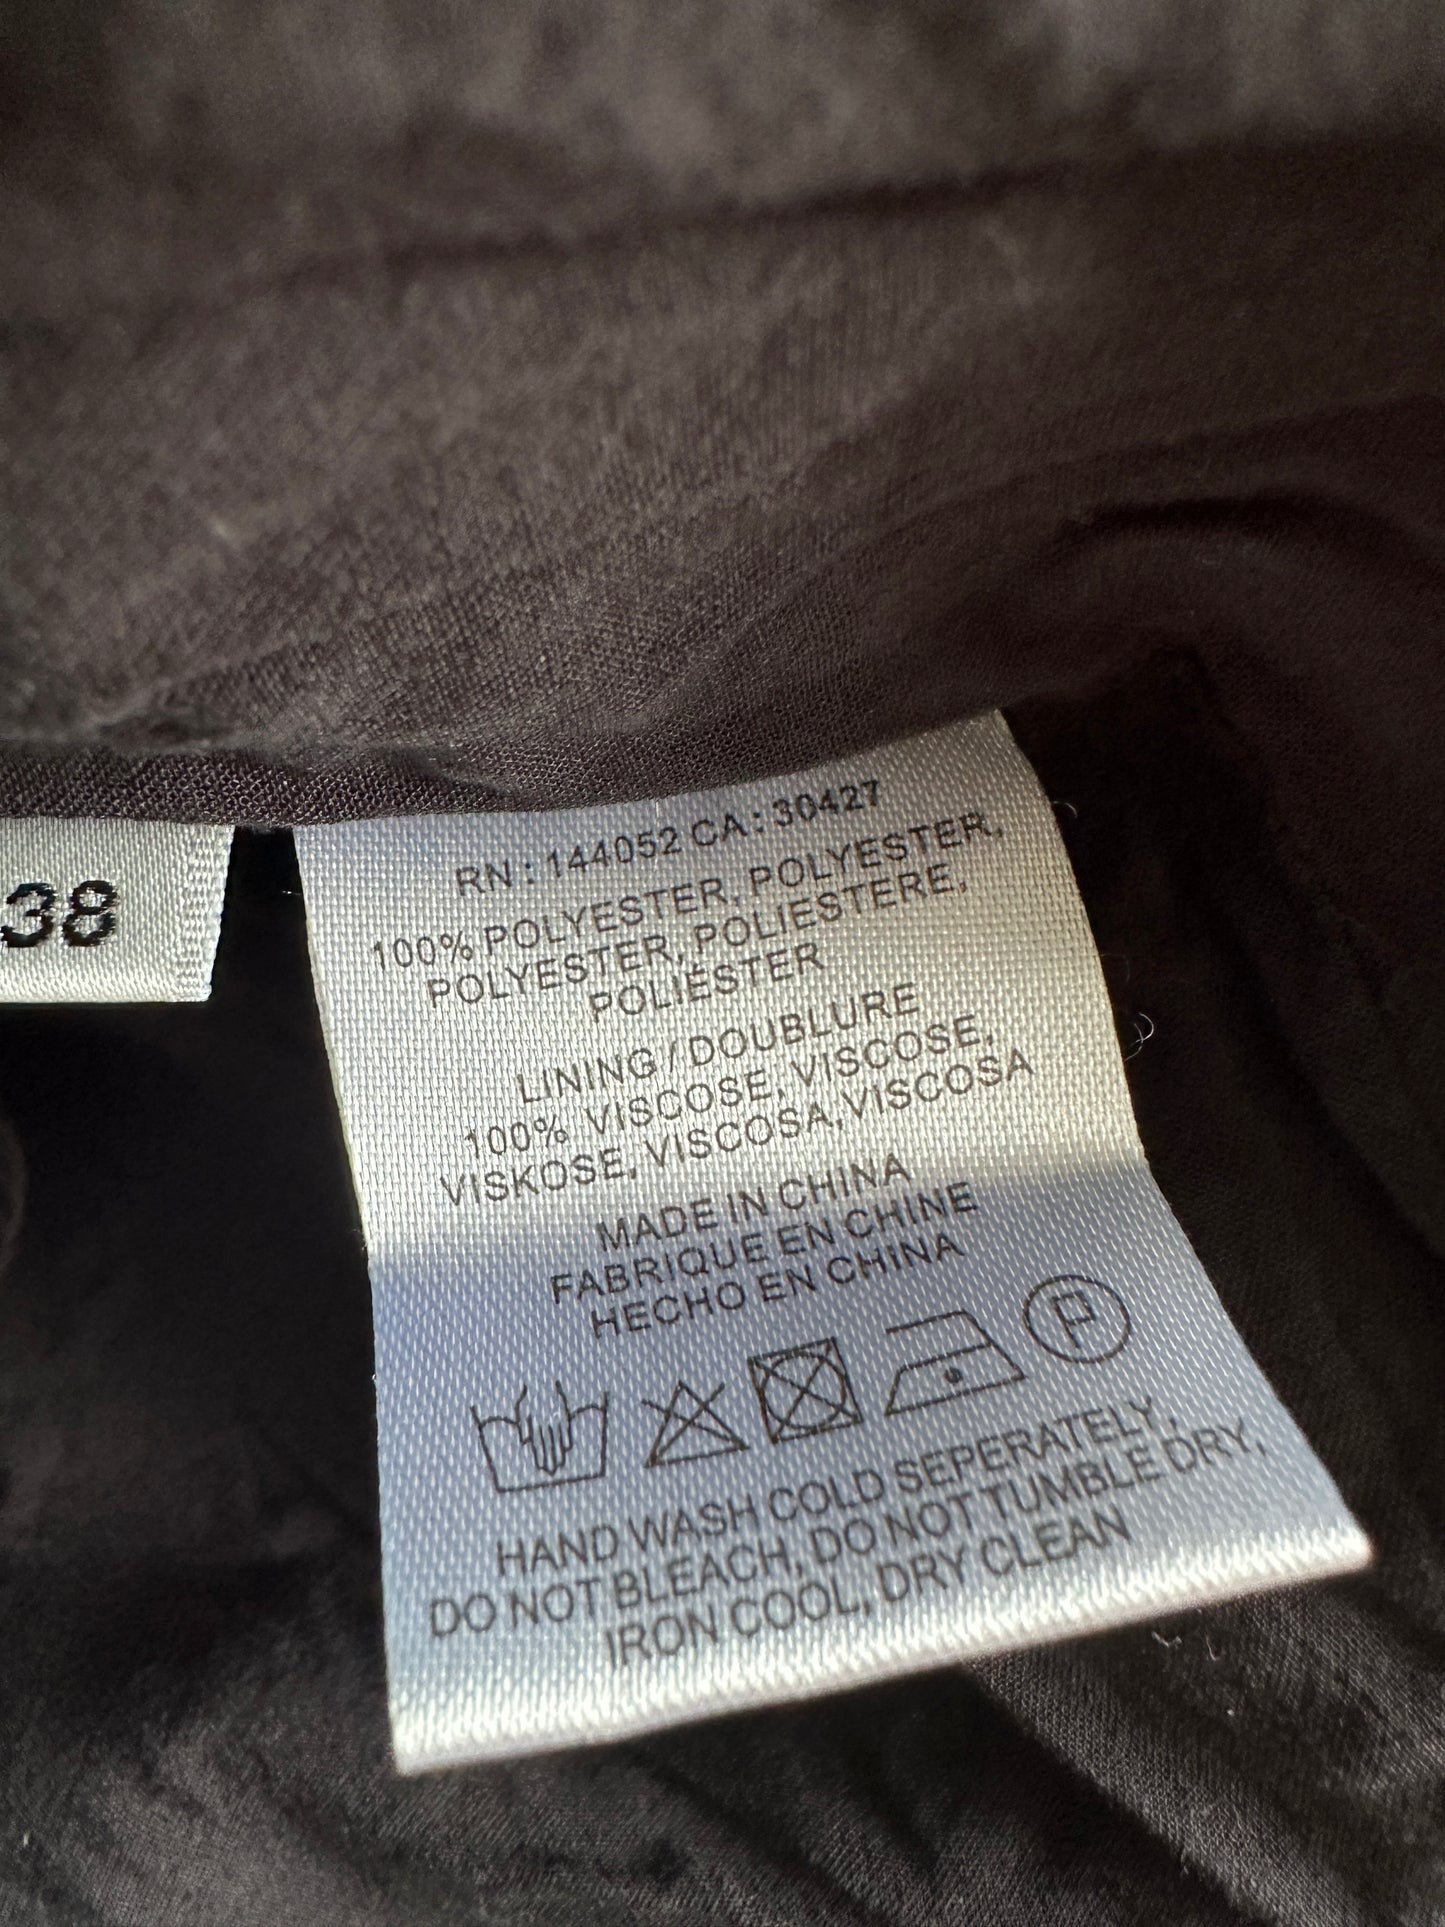 38
RN : 144052 CA : 30427
100% POLYESTER, POLYESTER,
POLYESTER, POLIESTERE,
POLIÉSTER
LINING / DOUBLURE
100% VISCOSE, VISCOSE,
VISKOSE, VISCOSA, VISCOSA
MADE IN CHINA
FABRIQUE EN CHINE
HECHO EN CHINA
P
HAND WASH COLD SEPERATELY,
DO NOT BLEACH, DO NOT TUMBLE DRY,
IRON COOL, DRY CLEAN